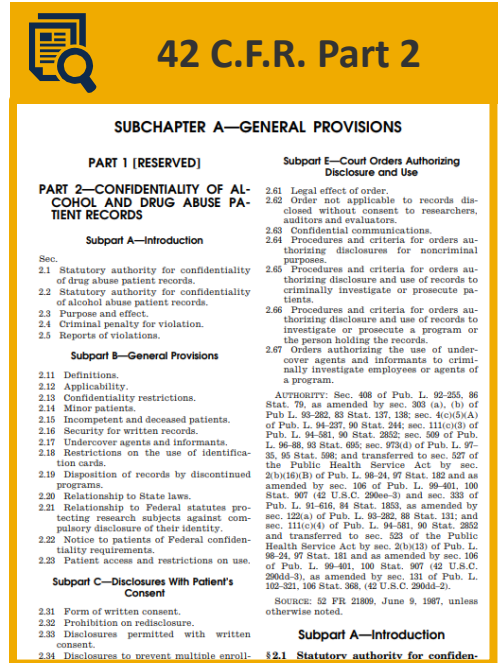 42 C.F.R. Part 2
SUBCHAPTER A—GENERAL PROVISIONS
PART 1 [RESERVED]
PART 2—CONFIDENTIALITY OF AL-
COHOL AND DRUG ABUSE PA-
TIENT RECORDS
Subpart A—Introduction
Sec.
2.1 Statutory authority for confidentiality
of drug abuse patient records.
2.2 Statutory authority for confidentiality
of alcohol abuse patient records.
2.3 Purpose and effect.
2.4 Criminal penalty for violation.
2.5 Reports of violations.
Subpart B—General Provisions
2.11 Definitions.
2.12 Applicability.
2.13 Confidentiality restrictions.
2.14 Minor patients.
2.15 Incompetent and deceased patients.
2.16 Security for written records.
2.17 Undercover agents and informants.
2.18 Restrictions on the use of identifica-
tion cards.
2.19 Disposition of records by discontinued
programs.
2.20 Relationship to State laws.
2.21 Relationship to Federal statutes pro-
tecting research subjects against com-
pulsory disclosure of their identity.
2.22 Notice to patients of Federal confiden-
tiality requirements.
2.23 Patient access and restrictions on use.
Subpart C—Disclosures With Patient's
Consent
2.31 Form of written consent.
2.32 Prohibition on redisclosure.
2.33 Disclosures permitted with written
consent.
2.34 Disclosures to prevent multiple enroll-
Subpart E—Court Orders Authorizing
Disclosure and Use
2.61 Legal effect of order.
2.62 Order not applicable to records dis-
closed without consent to researchers,
auditors and evaluators.
2.63 Confidential communications.
2.64 Procedures and criteria for orders au-
thorizing disclosures for noncriminal
purposes.
2.65 Procedures and criteria for orders au-
thorizing disclosure and use of records to
criminally investigate or prosecute pa-
tients.
2.66 Procedures and criteria for orders au-
thorizing disclosure and use of records to
investigate or prosecute a program or
the person holding the records.
2.67 Orders authorizing the use of under-
cover agents and informants to crimi-
nally investigate employees or agents of
a program.
AUTHORITY: Sec. 408 of Pub. L. 92–255, 86
Stat. 79, as amended by sec. 303 (a), (b) of
Pub L. 93–282, 83 Stat. 137, 138; sec. 4(c)(5)(A)
of Pub. L. 94–237, 90 Stat. 244; sec. 111(c)(3) of
Pub. L. 94–581, 90 Stat. 2852; sec. 509 of Pub.
L. 96–88, 93 Stat. 695; sec. 973(d) of Pub. L. 97–
35, 95 Stat. 598; and transferred to sec. 527 of
the Public Health Service Act by sec.
2(b)(16)(B) of Pub. L. 98–24, 97 Stat. 182 and as
amended by sec. 106 of Pub. L. 99–401, 100
Stat. 907 (42 U.S.C. 290ee–3) and sec. 333 of
Pub. L. 91–616, 84 Stat. 1853, as amended by
sec. 122(a) of Pub. L. 93–282, 88 Stat. 131; and
sec. 111(c)(4) of Pub. L. 94–581, 90 Stat. 2852
and transferred to sec. 523 of the Public
Health Service Act by sec. 2(b)(13) of Pub. L.
98–24, 97 Stat. 181 and as amended by sec. 106
of Pub. L. 99–401, 100 Stat. 907 (42 U.S.C.
290dd–3), as amended by sec. 131 of Pub. L.
102–321, 106 Stat. 368, (42 U.S.C. 290dd–2).
SOURCE: 52 FR 21809, June 9, 1987, unless
otherwise noted.
Subpart A—Introduction
§ 2.1 Statutory authority for confiden-